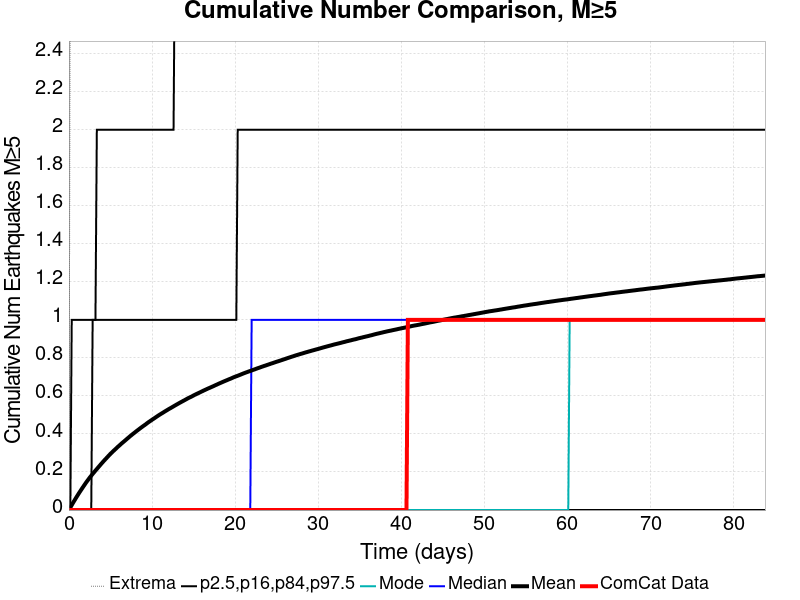 Cumulative Number Comparison, M≥5
Cumulative Num Earthquakes M≥5
2.4
2.2
2
1.8
1.6
1.4
1.2
1
0.8
0.6
0.4
0.2
0
0 10 20 30 40 50 60 70 80
Time (days)
Extrema p2.5,p16,p84,p97.5 Mode Median Mean ComCat Data